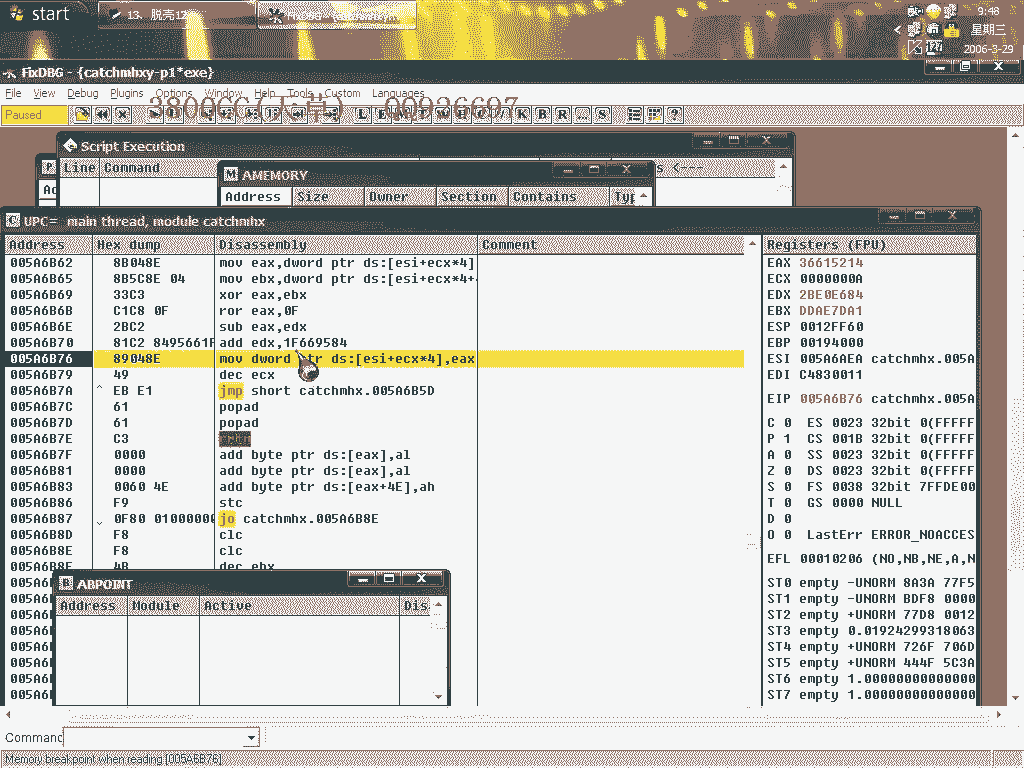 start
13、脱壳12
9:48
星期三
2006-3-29
FixDBG - {catchmhxy-p1*exe}
File View Debug Plugins Options Window Help Tools Custom Languages
Paused
L E K B R ... S ?
Script Execution
Line Command
s <---
AMEMORY
Address Size Owner Section Contains
UPC= main thread, module catchmhx
Address Hex dump Disassembly Comment
005A6B62 8B048E mov eax,dword ptr ds:[esi+ecx*4]
005A6B65 8B5C8E 04 mov ebx,dword ptr ds:[esi+ecx*4+
005A6B69 33C3 xor eax,ebx
005A6B6B C1C8 0F ror eax,0F
005A6B6E 2BC2 sub eax,edx
005A6B70 81C2 8495661F add edx,1F669584
005A6B76 89048E mov dword ptr ds:[esi+ecx*4],eax
005A6B79 49 dec ecx
005A6B7A ^ EB E1 jmp short catchmhx.005A6B5D
005A6B7C 61 popad
005A6B7D 61 popad
005A6B7E C3
005A6B7F 0000 add byte ptr ds:[eax],al
005A6B81 0000 add byte ptr ds:[eax],al
005A6B83 0060 4E add byte ptr ds:[eax+4E],ah
005A6B86 F9 stc
005A6B87 0F80 01000000 jo catchmhx.005A6B8E
005A6B8D F8 clc
005A6B8E F8 clc
005A6B8F 4B dec ebx
Registers (FPU)
EAX 36615214
ECX 0000000A
EDX 2BE0E684
EBX DDAE7DA1
ESP 0012FF60
EBP 00194000
ESI 005A6AEA catchmhx.005A
EDI C4830011
EIP 005A6B76 catchmhx.005A
C 0 ES 0023 32bit 0(FFFFF
P 1 CS 001B 32bit 0(FFFFF
A 0 SS 0023 32bit 0(FFFFF
Z 0 DS 0023 32bit 0(FFFFF
S 0 FS 0038 32bit 7FFDE00
T 0 GS 0000 NULL
D 0
O 0 LastErr ERROR_NOACCES
EFL 00010206 (NO,NB,NE,A,N
ST0 empty -UNORM 8A3A 77F5
ST1 empty -UNORM BDF8 0000
ST2 empty +UNORM 77D8 0012
ST3 empty 0.01924299318063
ST4 empty +UNORM 726F 706D
ST5 empty +UNORM 444F 5C3A
ST6 empty 1.00000000000000
ST7 empty 1.00000000000000
ABPOINT
Address Module Active Dis
Command
Memory breakpoint when reading [005A6B76]